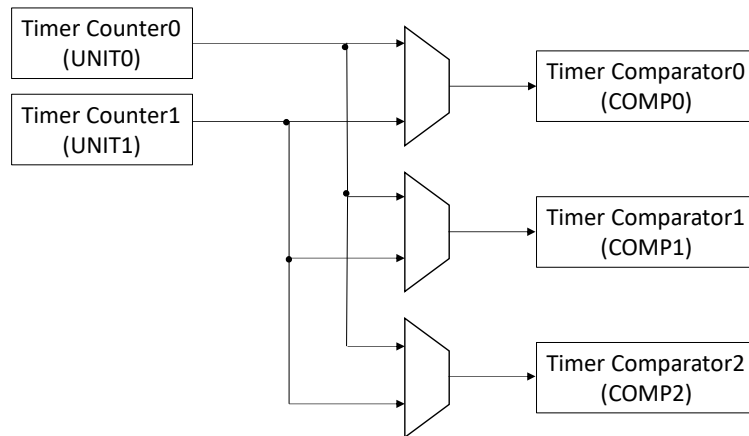 Timer Counter0
(UNIT0)
Timer Counter1
(UNIT1)
Timer Comparator0
(COMP0)
Timer Comparator1
(COMP1)
Timer Comparator2
(COMP2)